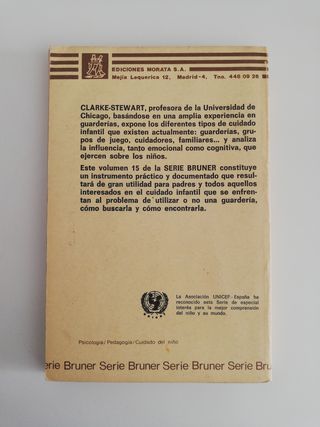 EDICIONES MORATA S.A.
Mejía Lequerica 12, Madrid-4, Tno. 448 09 26
CLARKE-STEWART, profesora de la Universidad de
Chicago, basándose en una amplia experiencia en
guarderías, expone los diferentes tipos de cuidado
infantil que existen actualmente: guarderías, gru-
pos de juego, cuidadores, familiares... y analiza
la influencia, tanto emocional como cognitiva, que
ejercen sobre los niños.
Este volumen 15 de la SERIE BRUNER constituye
un instrumento práctico y documentado que resul-
tará de gran utilidad para padres y todos aquellos
interesados en el cuidado infantil que se enfren-
tan al problema de utilizar o no una guardería,
cómo buscarla y cómo encontrarla.
La Asociación UNICEF-España ha
reconocido esta Serie de especial
interés para la mejor comprensión
del niño y su mundo.
Psicología/Pedagogía/Cuidado del niño
erie Bruner Serie Bruner Serie Bruner Serie Bru